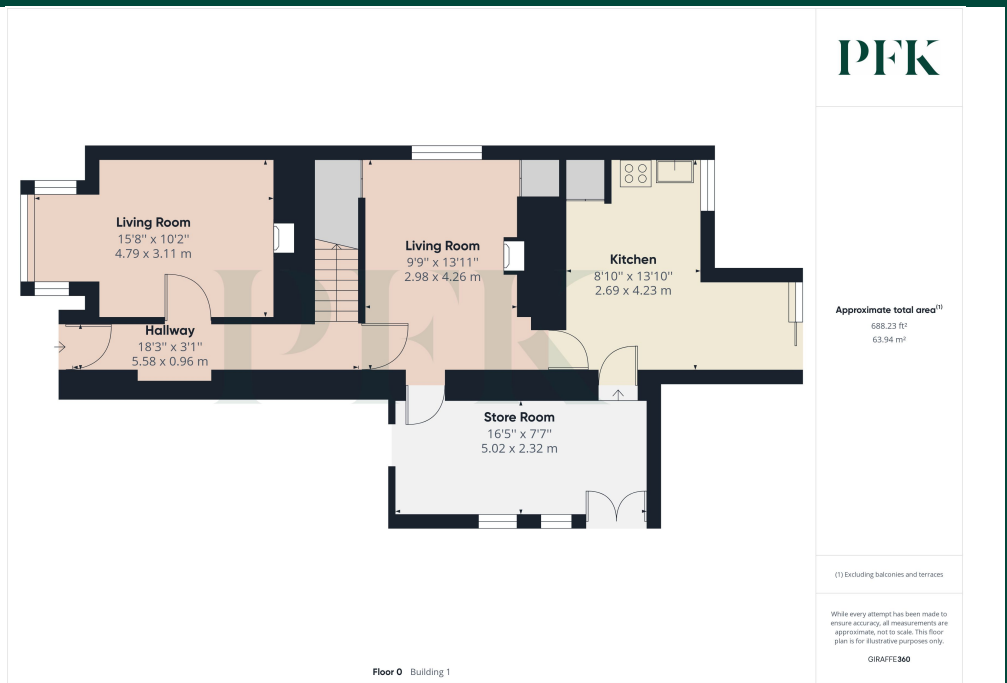 PFK
Living Room
15'8'' x 10'2''
4.79 x 3.11 m
Living Room
9'9'' x 13'11''
2.98 x 4.26 m
Kitchen
8'10'' x 13'10''
2.69 x 4.23 m
Hallway
18'3'' x 3'1''
5.58 x 0.96 m
PFK
Store Room
16'5'' x 7'7''
5.02 x 2.32 m
Floor 0 Building 1
Approximate total area(1)
688.23 ft²
63.94 m²
(1) Excluding balconies and terraces
While every attempt has been made to
ensure accuracy, all measurements are
approximate, not to scale. This floor
plan is for illustrative purposes only.
GIRAFFE360